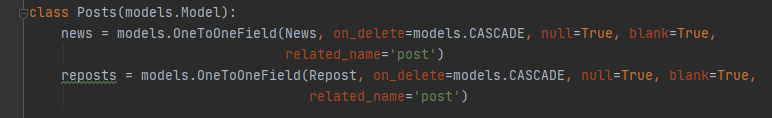 class Posts(models.Model):
news = models.OneToOneField(News, on_delete=models.CASCADE, null=True, blank=True,
related_name='post')
reposts = models.OneToOneField(Repost, on_delete=models.CASCADE, null=True, blank=True,
related_name='post')